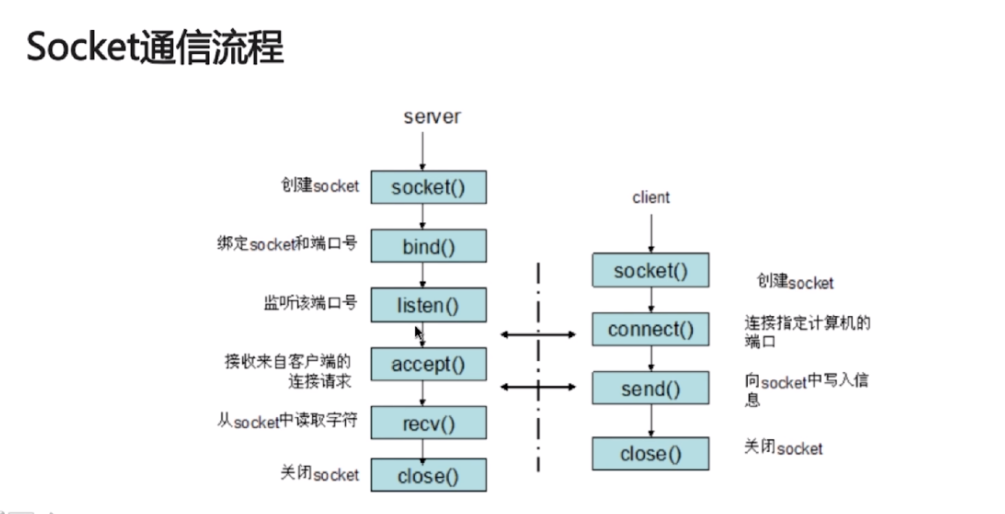 Socket通信流程
server
创建socket
socket()
绑定socket和端口号
bind()
监听该端口号
listen()
接收来自客户端的
连接请求
accept()
从socket中读取字符
recv()
关闭socket
close()
client
socket()
创建socket
connect()
连接指定计算机的
端口
send()
向socket中写入信
息
close()
关闭socket